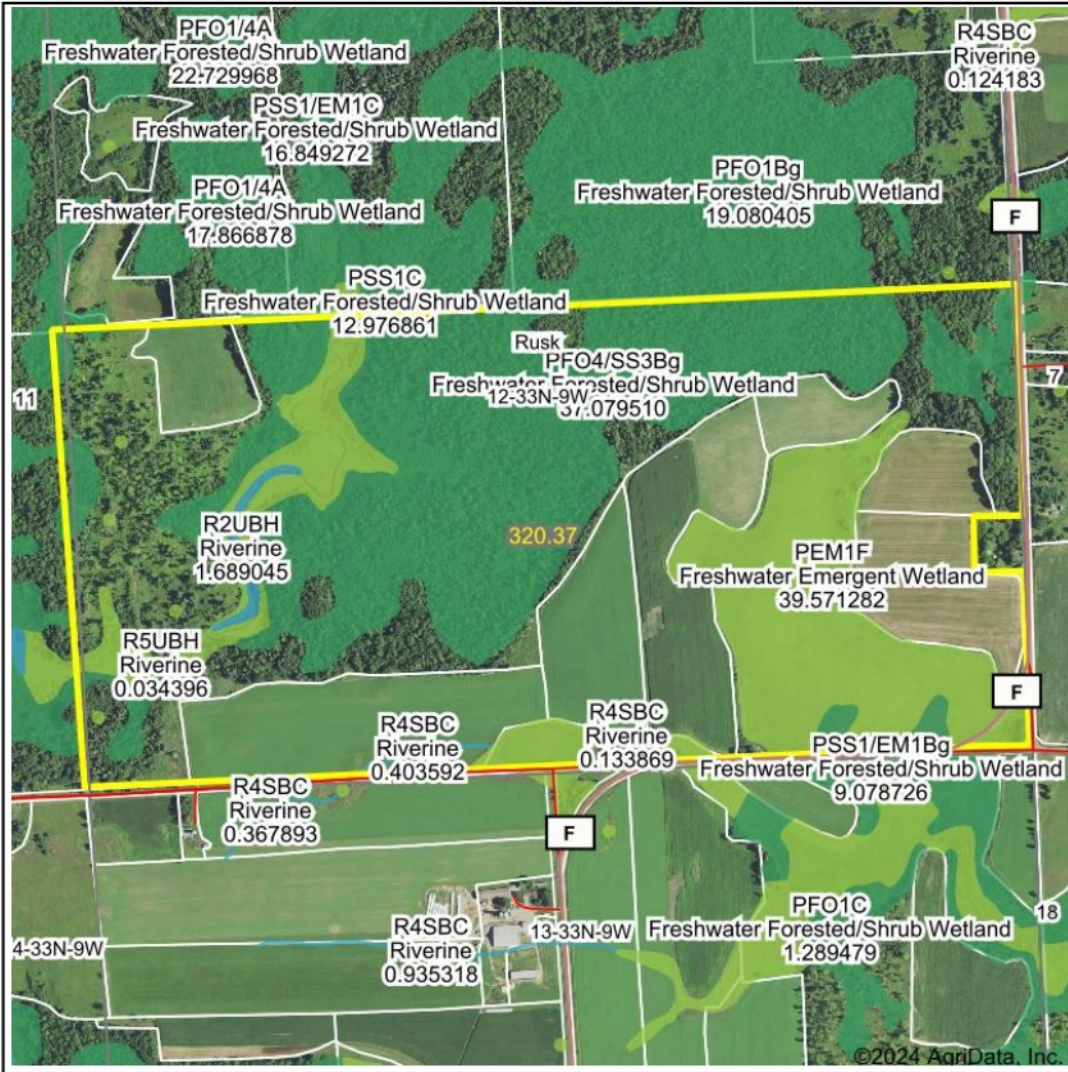 PFO1/4A
Freshwater Forested/Shrub Wetland
22.729968
R4SBC
Riverine
0.124183
PSS1/EM1C
Freshwater Forested/Shrub Wetland
16.849272
PFO1Bg
Freshwater Forested/Shrub Wetland
19.080405
PFO1/4A
Freshwater Forested/Shrub Wetland
17.866878
F
PSS1C
Freshwater Forested/Shrub Wetland
12.976861
Rusk
PFO4/SS3Bg
Freshwater Forested/Shrub Wetland
12-33N-9W
37.079510
7
11
R2UBH
Riverine
1.689045
320.37
PEM1F
Freshwater Emergent Wetland
39.571282
R5UBH
Riverine
0.034396
F
R4SBC
Riverine
0.403592
R4SBC
Riverine
0.133869
PSS1/EM1Bg
Freshwater Forested/Shrub Wetland
9.078726
R4SBC
Riverine
0.367893
F
PFO1C
Freshwater Forested/Shrub Wetland
1.289479
18
R4SBC
Riverine
0.935318
13-33N-9W
4-33N-9W
©2024 AgriData, Inc.